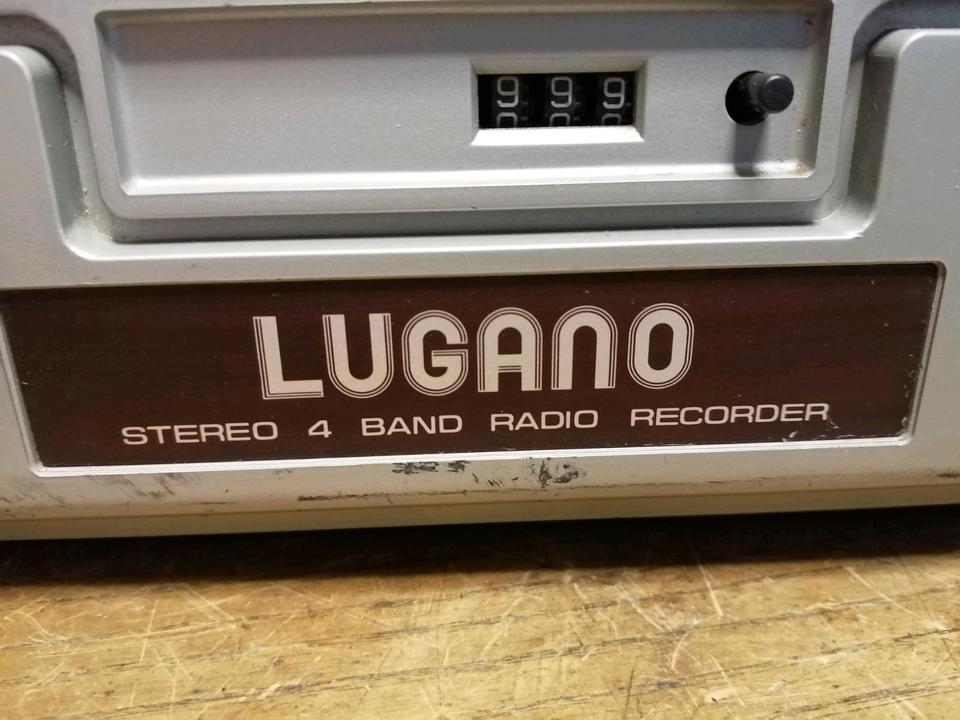 999
LUGANO
STEREO 4 BAND RADIO RECORDER